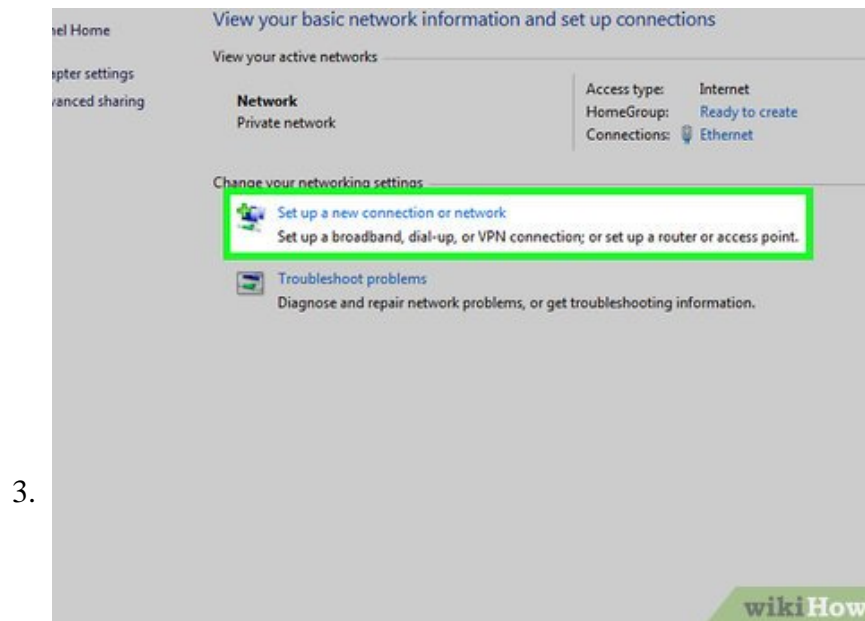 nel Home
View your basic network information and set up connections
View your active networks
apter settings
vanced sharing
Network
Private network
Access type: Internet
HomeGroup: Ready to create
Connections: Ethernet
Change your networking settings
Set up a new connection or network
Set up a broadband, dial-up, or VPN connection; or set up a router or access point.
Troubleshoot problems
Diagnose and repair network problems, or get troubleshooting information.
3.
wikiHow